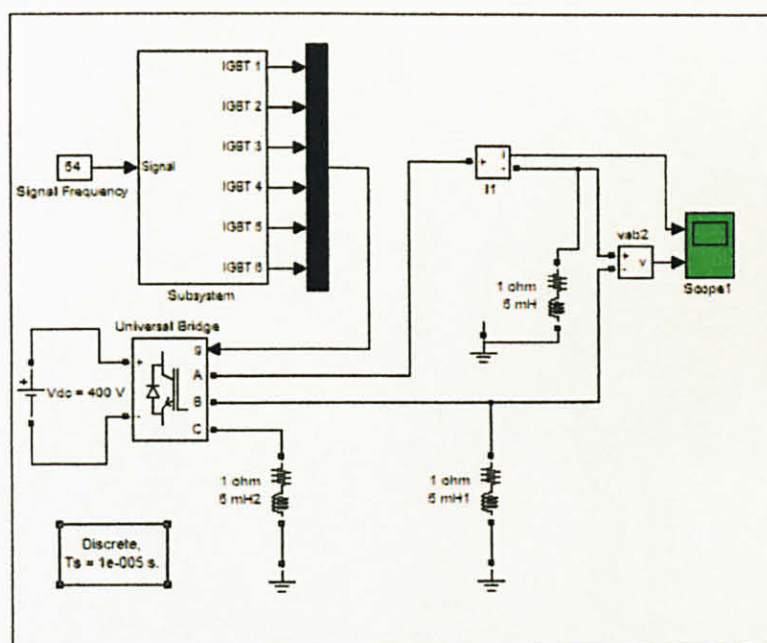 IGBT 1
IGBT 2
IGBT 3
IGBT 4
IGBT 5
IGBT 6
64
Signal
Signal Frequency
Subsystem
+
i
-
I1
vab2
+
-
v
Scope1
1 ohm
5 mH
Universal Bridge
+
-
g
A
B
C
+
Vdc = 400 V
1 ohm
5 mH2
1 ohm
5 mH1
Discrete,
Ts = 1e-005 s.